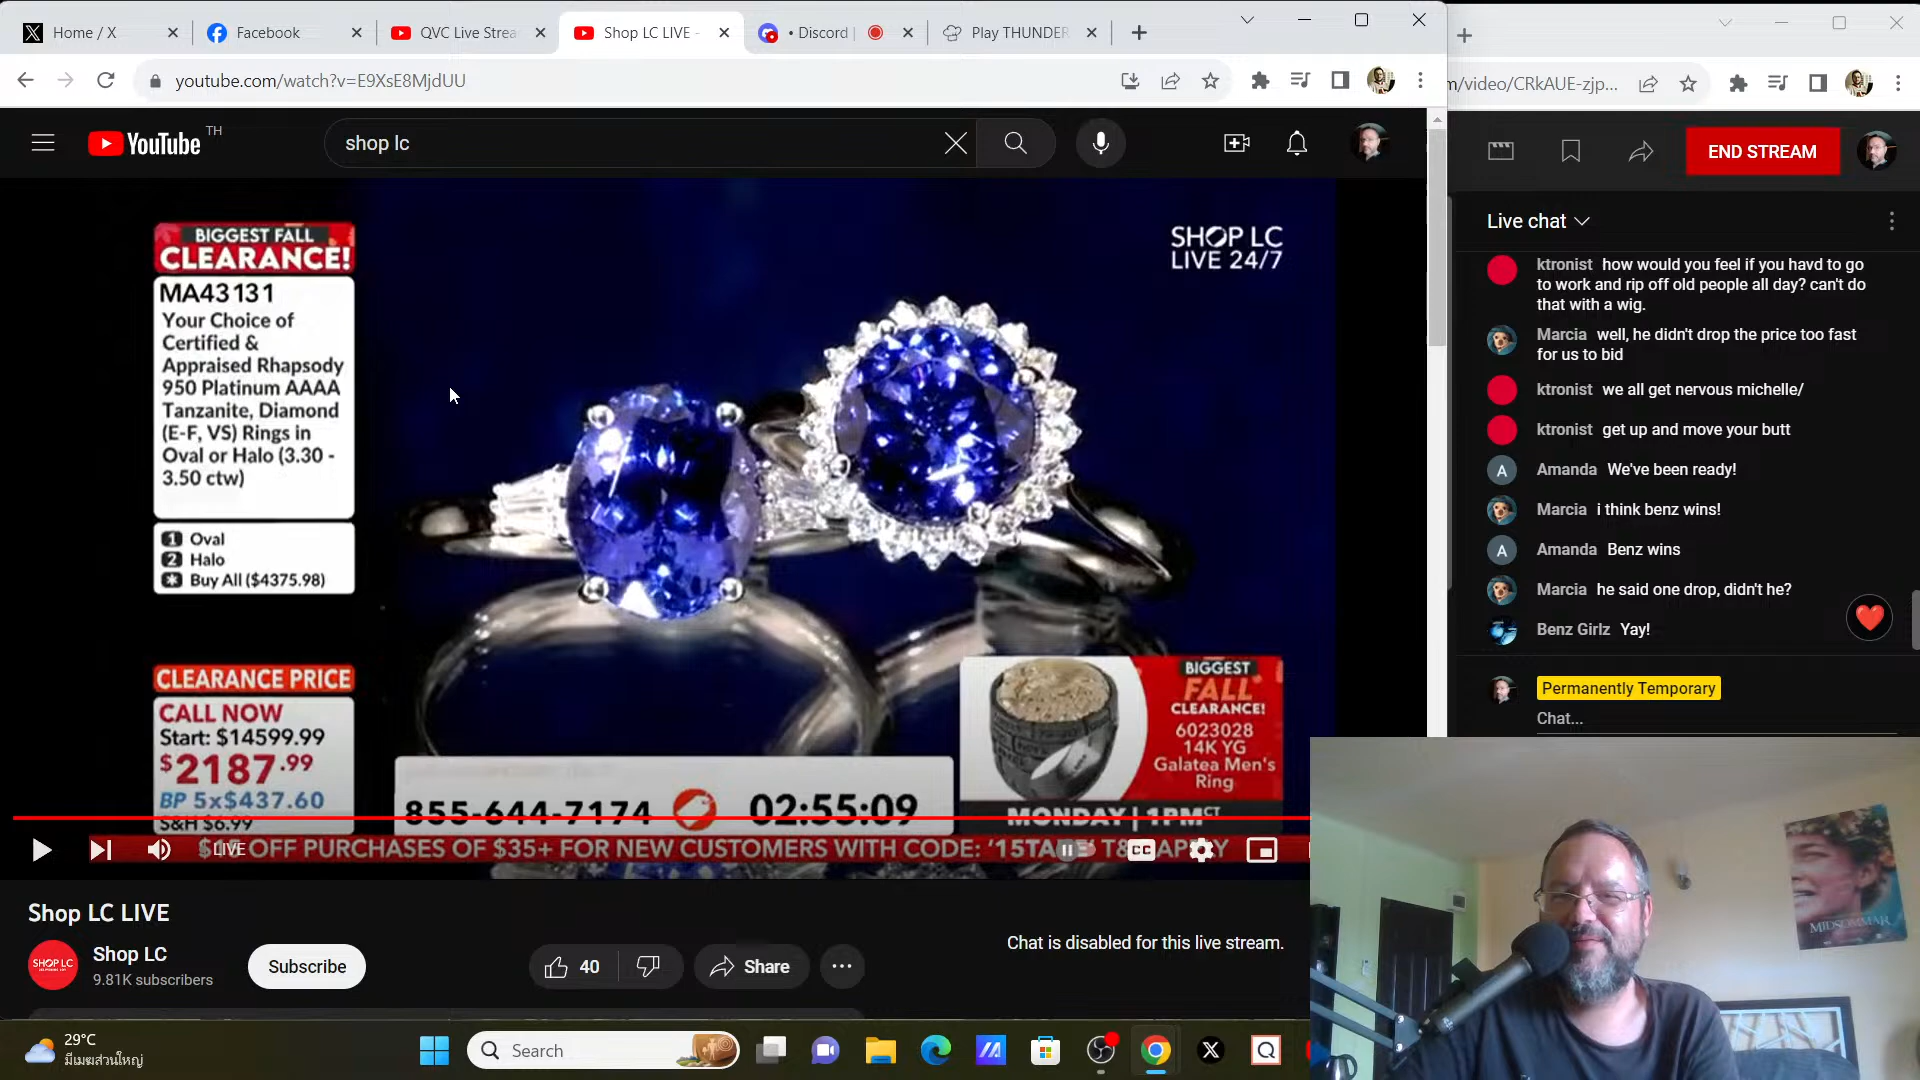 Home / X
Facebook
QVC Live Strea
Shop LC LIVE -
• Discord |
Play THUNDER
youtube.com/watch?v=E9XsE8MjdUU
n/video/CRkAUE-zjp...
YouTube TH
shop lc
END STREAM
Live chat
BIGGEST FALL
CLEARANCE!
MA43131
Your Choice of
Certified &
Appraised Rhapsody
950 Platinum AAAA
Tanzanite, Diamond
(E-F, VS) Rings in
Oval or Halo (3.30 -
3.50 ctw)
1 Oval
2 Halo
* Buy All ($4375.98)
CLEARANCE PRICE
CALL NOW
Start: $14599.99
$2187.99
BP 5x$437.60
S&H $6.99
SHOP LC
LIVE 24/7
855-644-7174
02:55:09
BIGGEST
FALL
CLEARANCE!
6023028
14K YG
Galatea Men's
Ring
MONDAY | 1PM CT
LIVE
OFF PURCHASES OF $35+ FOR NEW CUSTOMERS WITH CODE:
CC
ktronist how would you feel if you havd to go
to work and rip off old people all day? can't do
that with a wig.
Marcia well, he didn't drop the price too fast
for us to bid
ktronist we all get nervous michelle/
ktronist get up and move your butt
A Amanda We've been ready!
Marcia i think benz wins!
A Amanda Benz wins
Marcia he said one drop, didn't he?
Benz Girlz Yay!
Permanently Temporary
Chat...
Shop LC LIVE
SHOP LC
Shop LC
9.81K subscribers
Subscribe
40
Share
Chat is disabled for this live stream.
MIDSOMMAR
29°C
มีเมฆส่วนใหญ่
Search